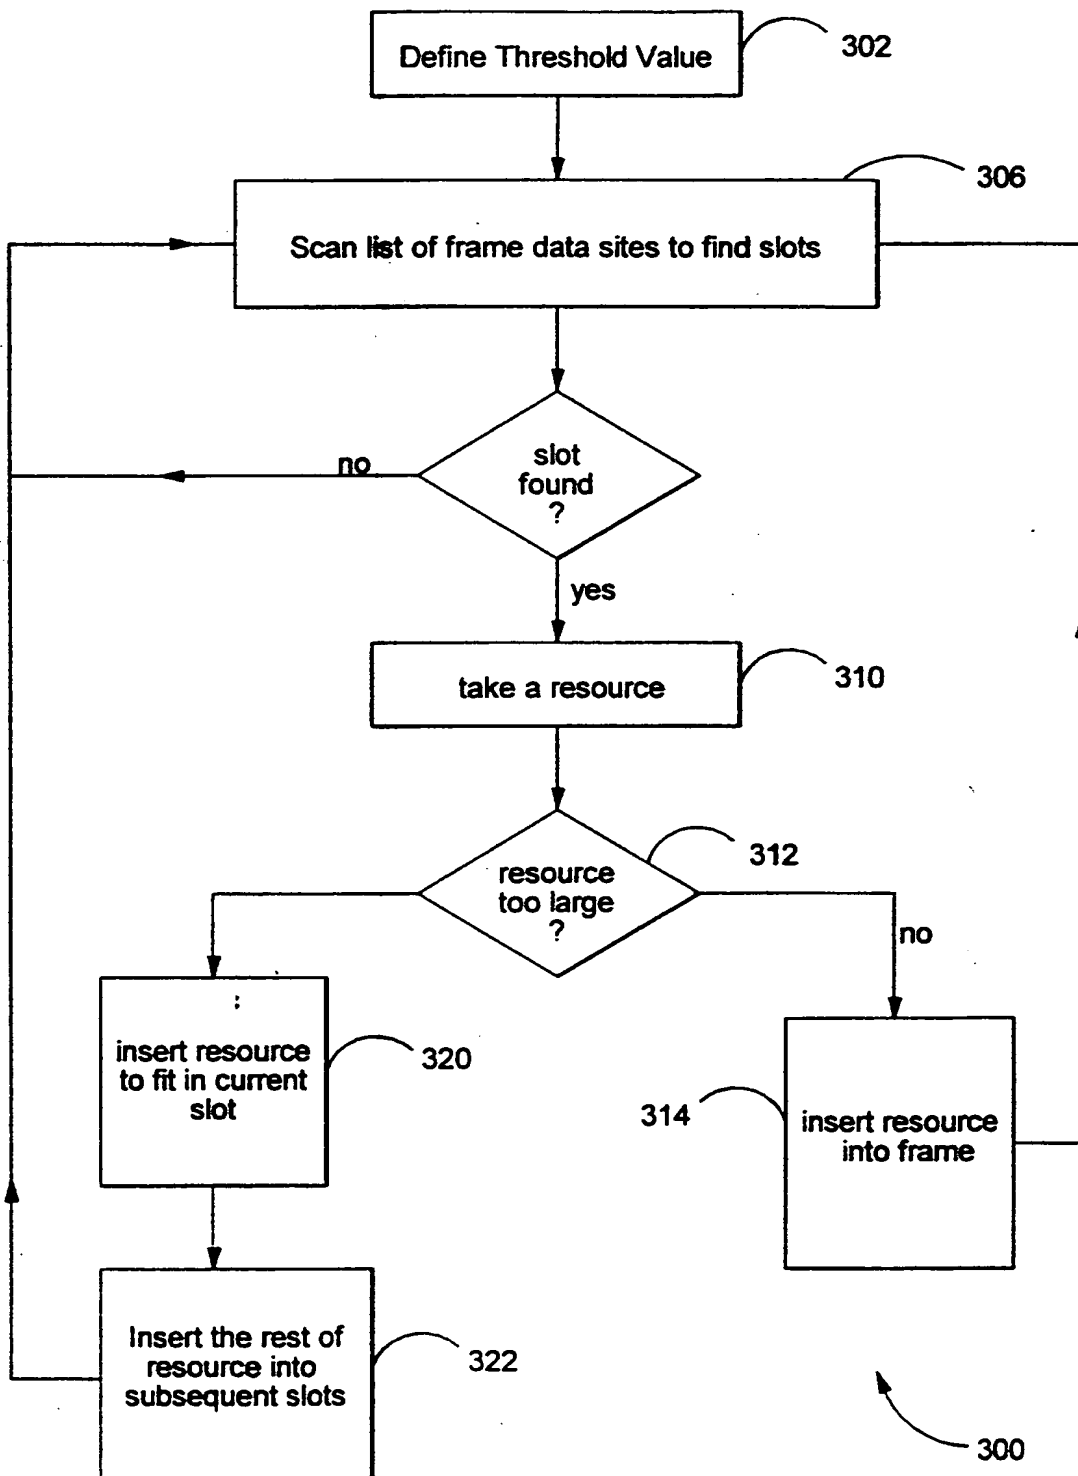 Define Threshold Value
302
306
Scan list of frame data sites to find slots
slot
found
?
no
yes
take a resource
310
resource
too large
?
312
no
insert resource
to fit in current
slot
320
314
insert resource
into frame
Insert the rest of
resource into
subsequent slots
322
300